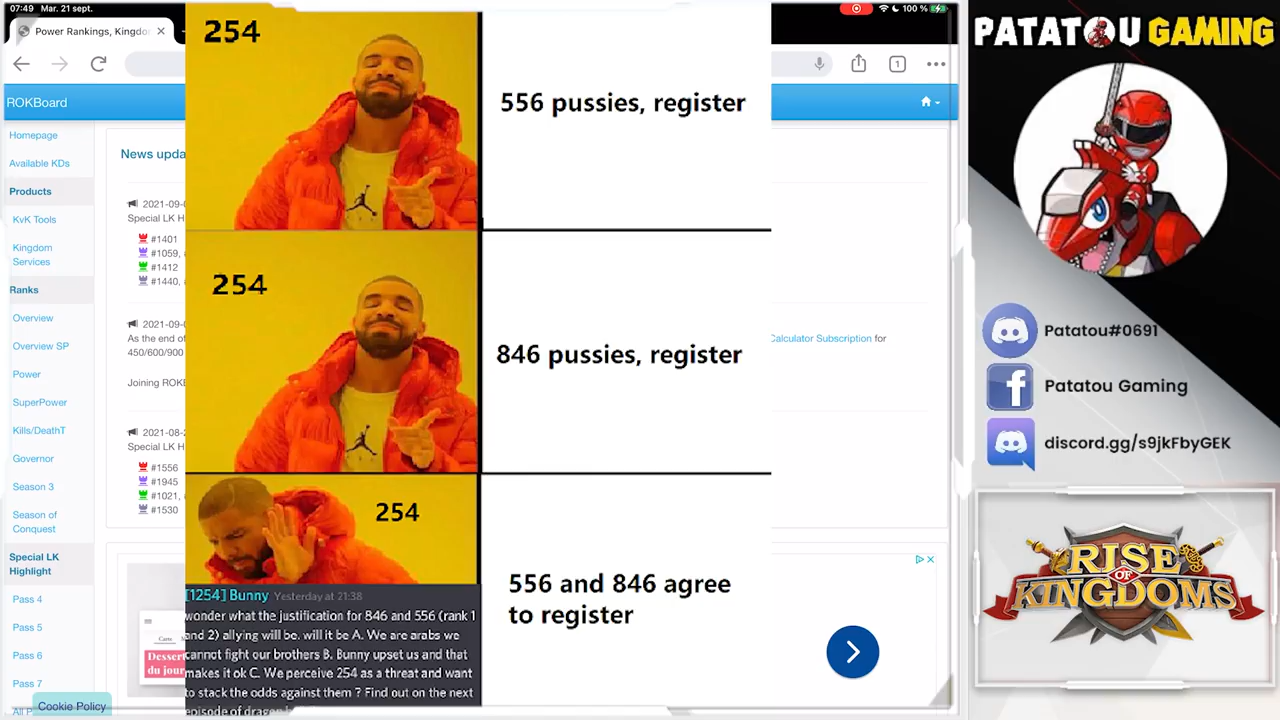 07:49 Mar. 21 sept.
100 %
Power Rankings, Kingdo
1
ROKBoard
Homepage
Available KDs
Products
KvK Tools
Kingdom
Services
Ranks
Overview
Overview SP
Power
SuperPower
Kills/DeathT
Governor
Season 3
Season of
Conquest
Special LK
Highlight
Pass 4
Pass 5
Pass 6
Pass 7
Cookie Policy
News upda
2021-09-0
Special LK H
#1401
#1059,
#1412
#1440,
2021-09-0
As the end of
450/600/900
Joining ROKE
Calculator Subscription for
2021-08-2
Special LK H
#1556
#1945
#1021,
#1530
Carte
Dessert
du jour
254
556 pussies, register
254
846 pussies, register
254
556 and 846 agree
to register
[1254] Bunny Yesterday at 21:38
wonder what the justification for 846 and 556 (rank 1
and 2) allying will be. will it be A. We are arabs we
cannot fight our brothers B. Bunny upset us and that
makes it ok C. We perceive 254 as a threat and want
to stack the odds against them ? Find out on the next
episode of dragon
PATATOU GAMING
Patatou#0691
Patatou Gaming
discord.gg/s9jkFbyGEK
RISE
OF
KINGDOMS